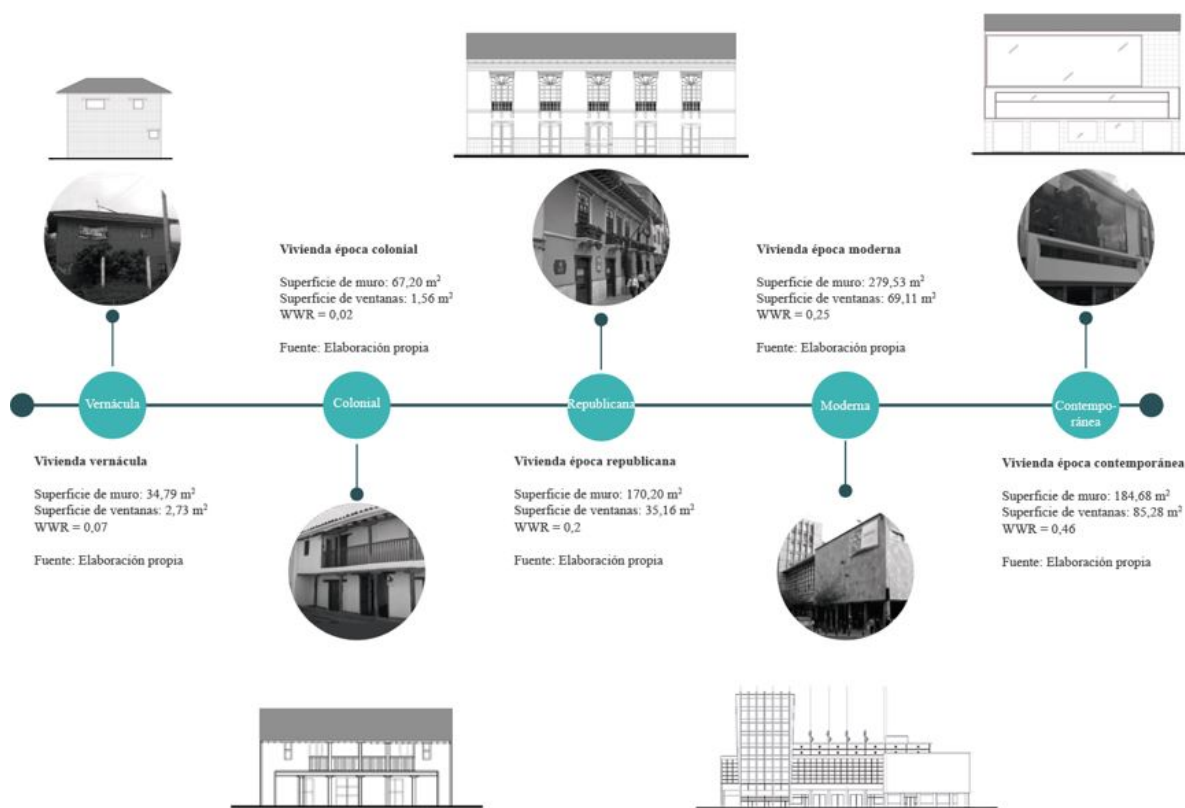 Vivienda época colonial
Superficie de muro: 67,20 m²
Superficie de ventanas: 1,56 m²
WWR = 0,02
Fuente: Elaboración propia
Vivienda época moderna
Superficie de muro: 279,53 m²
Superficie de ventanas: 69,11 m²
WWR = 0,25
Fuente: Elaboración propia
Vernácula
Colonial
Republicana
Moderna
Contempo-
ránea
Vivienda vernácula
Superficie de muro: 34,79 m²
Superficie de ventanas: 2,73 m²
WWR = 0,07
Fuente: Elaboración propia
Vivienda época republicana
Superficie de muro: 170,20 m²
Superficie de ventanas: 35,16 m²
WWR = 0,2
Fuente: Elaboración propia
Vivienda época contemporánea
Superficie de muro: 184,68 m²
Superficie de ventanas: 85,28 m²
WWR = 0,46
Fuente: Elaboración propia